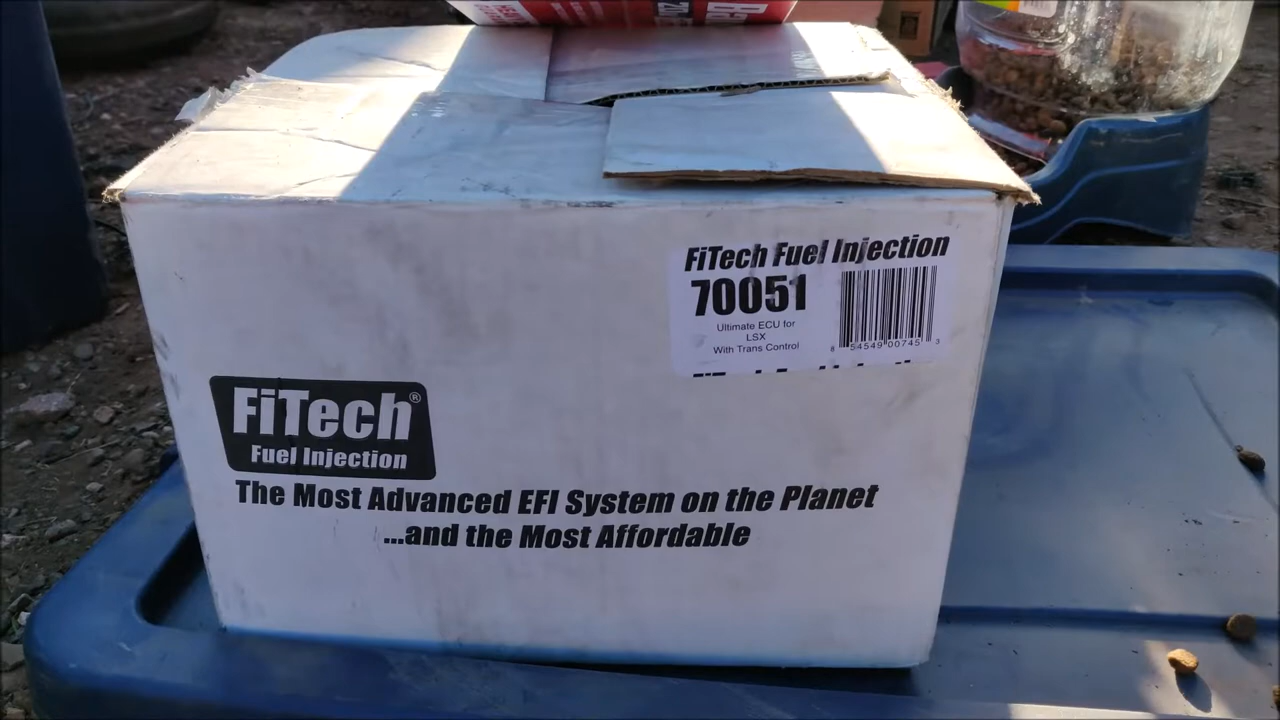 FiTech Fuel Injection
70051
Ultimate ECU for
LSX
With Trans Control
8 54549 00745 3
FiTech®
Fuel Injection
The Most Advanced EFI System on the Planet
...and the Most Affordable